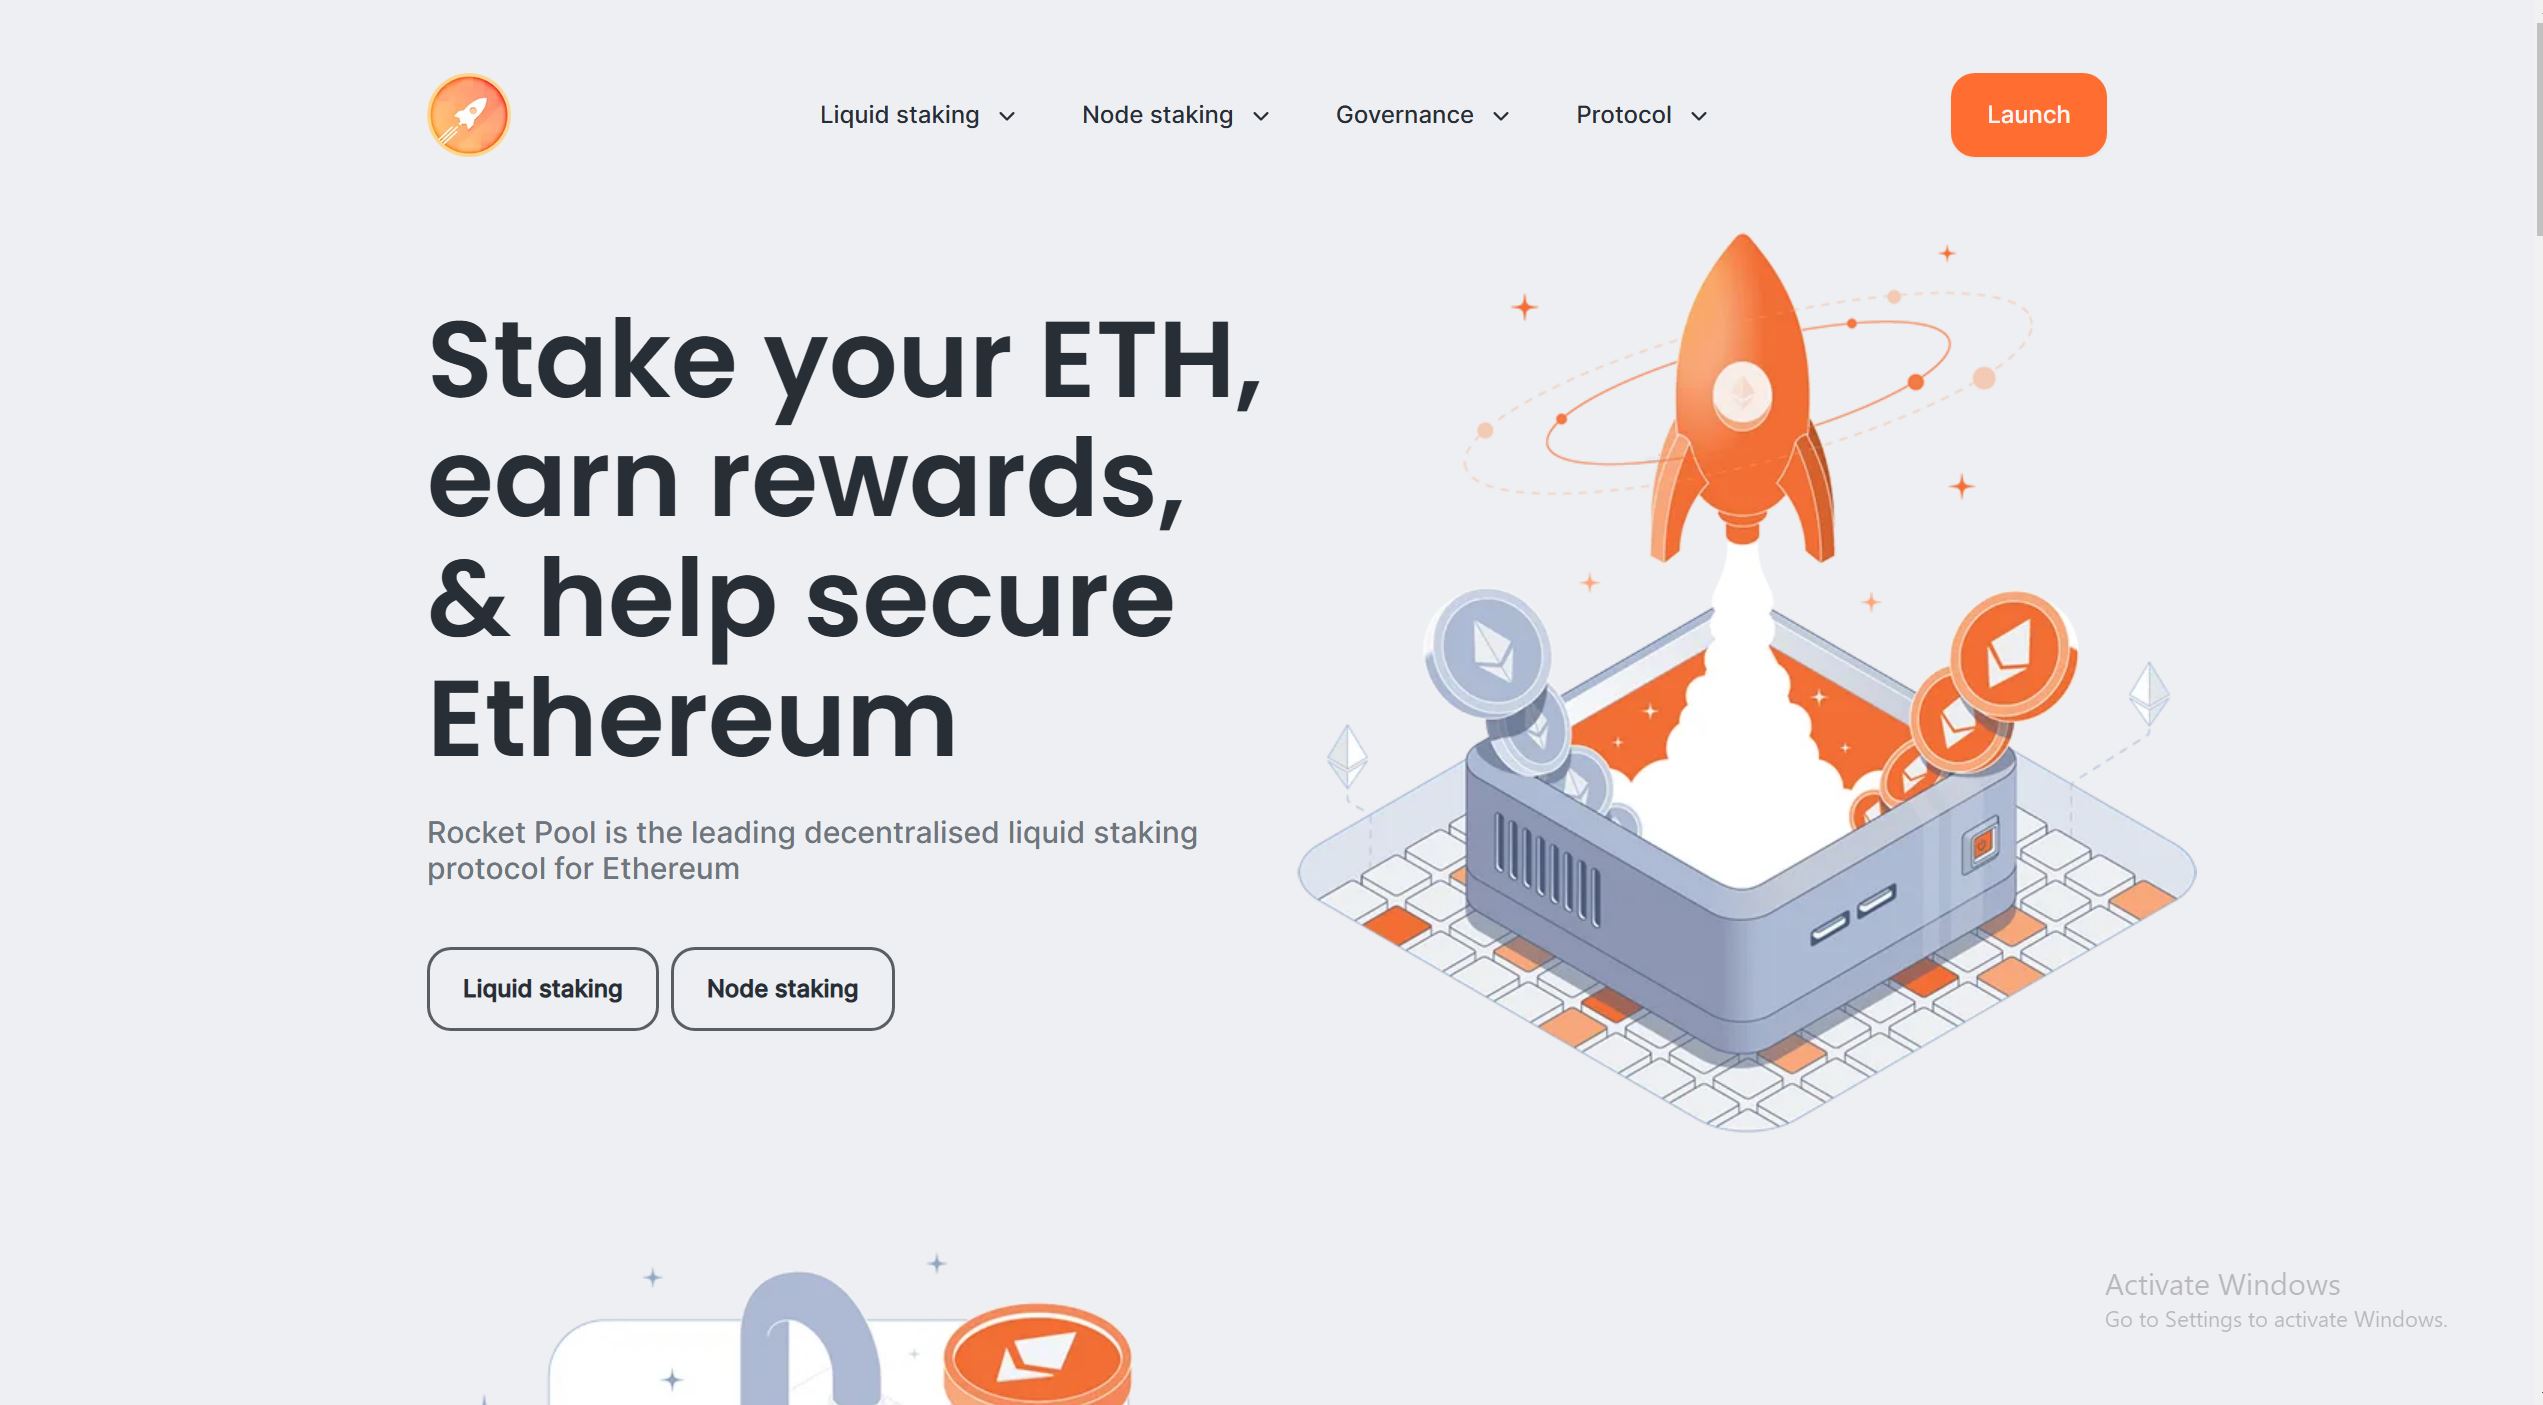 Liquid staking
Node staking
Governance
Protocol
Launch
Stake your ETH,
earn rewards,
& help secure
Ethereum
Rocket Pool is the leading decentralised liquid staking
protocol for Ethereum
Liquid staking
Node staking
Activate Windows
Go to Settings to activate Windows.